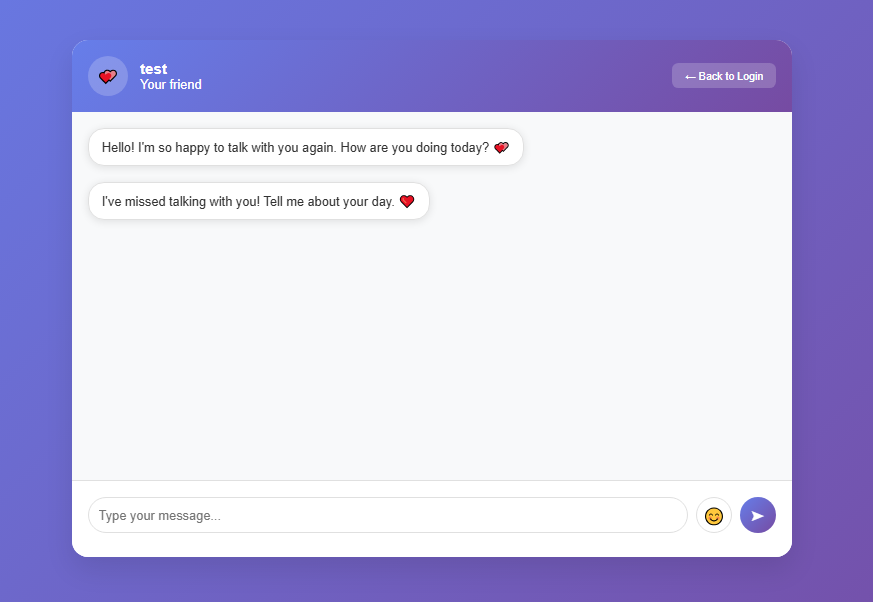 test
Your friend
← Back to Login
Hello! I'm so happy to talk with you again. How are you doing today? 💕
I've missed talking with you! Tell me about your day. ❤️
Type your message...